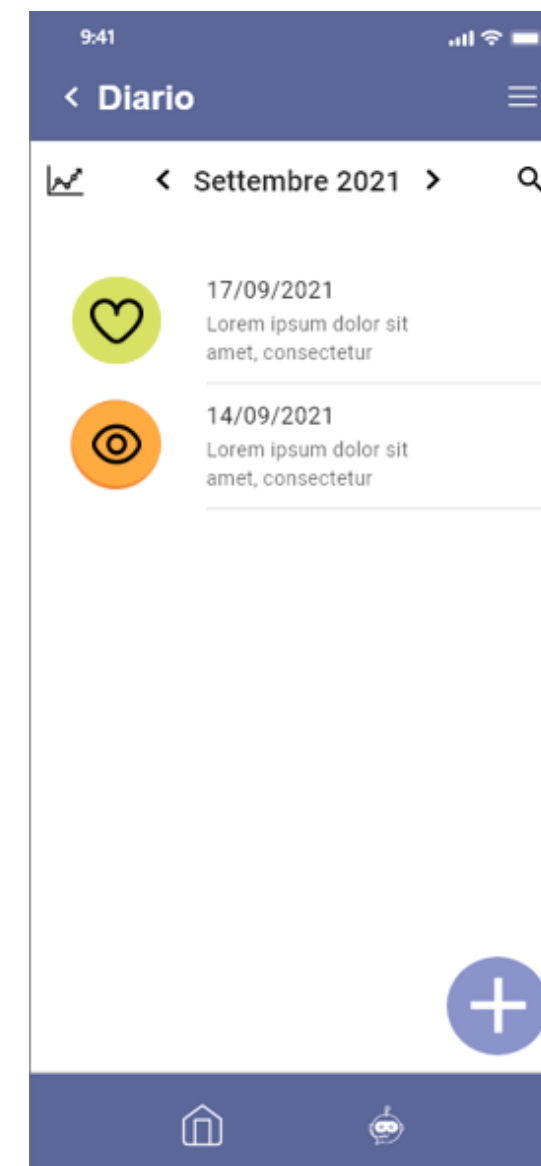 9:41
Diario
Settembre 2021
17/09/2021
Lorem ipsum dolor sit
amet, consectetur
14/09/2021
Lorem ipsum dolor sit
amet, consectetur